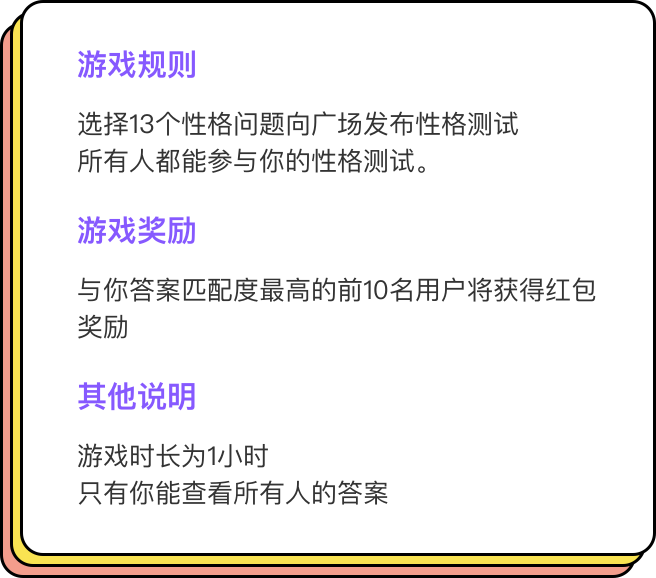 游戏规则
选择13个性格问题向广场发布性格测试
所有人都能参与你的性格测试。
游戏奖励
与你答案匹配度最高的前10名用户将获得红包
奖励
其他说明
游戏时长为1小时
只有你能查看所有人的答案